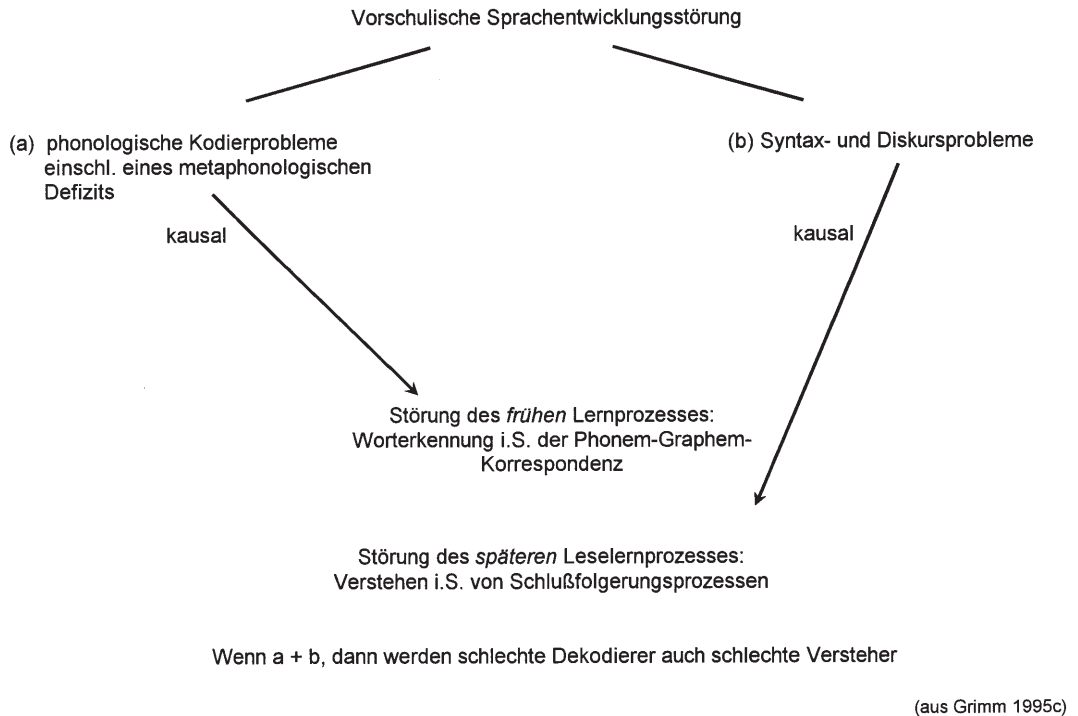 Vorschulische Sprachentwicklungsstörung
(a) phonologische Kodierprobleme
einschl. eines metaphonologischen
Defizits
(b) Syntax- und Diskursprobleme
kausal
kausal
Störung des frühen Lernprozesses:
Worterkennung i.S. der Phonem-Graphem-
Korrespondenz
Störung des späteren Leselernprozesses:
Verstehen i.S. von Schlußfolgerungsprozessen
Wenn a + b, dann werden schlechte Dekodierer auch schlechte Versteher
(aus Grimm 1995c)